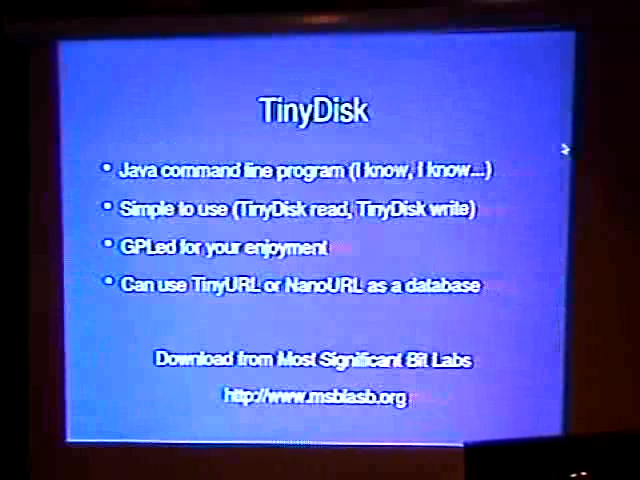 TinyDisk
• Java command line program (I know, I know...)
• Simple to use (TinyDisk read, TinyDisk write)
• GPLed for your enjoyment
• Can use TinyURL or NanoURL as a database
Download from Most Significant Bit Labs
http://www.msblasb.org